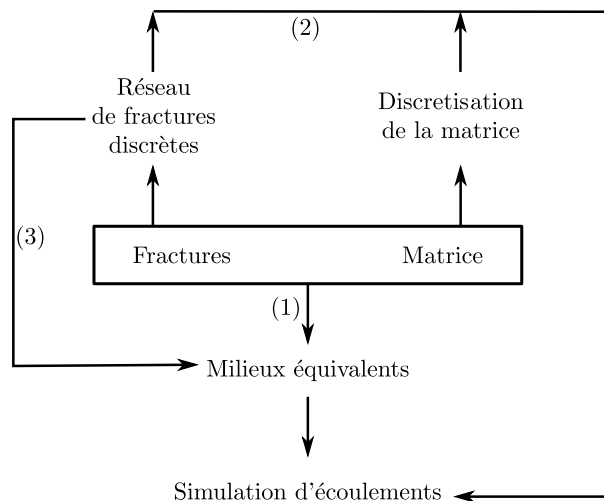 (2)
Réseau
de fractures
discrètes
Discretisation
de la matrice
(3)
Fractures
Matrice
(1)
Milieux équivalents
Simulation d'écoulements